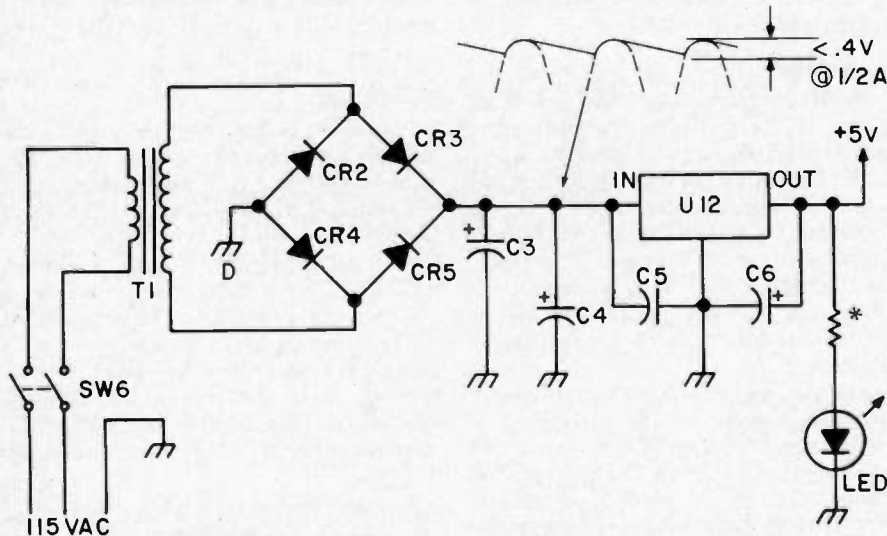 < .4V
@ 1/2 A
+5V
CR3
CR2
IN
OUT
U 12
CR4
+
C3
D
CR5
C5
C6
+
T1
+
C4
*
SW6
LED
115 VAC